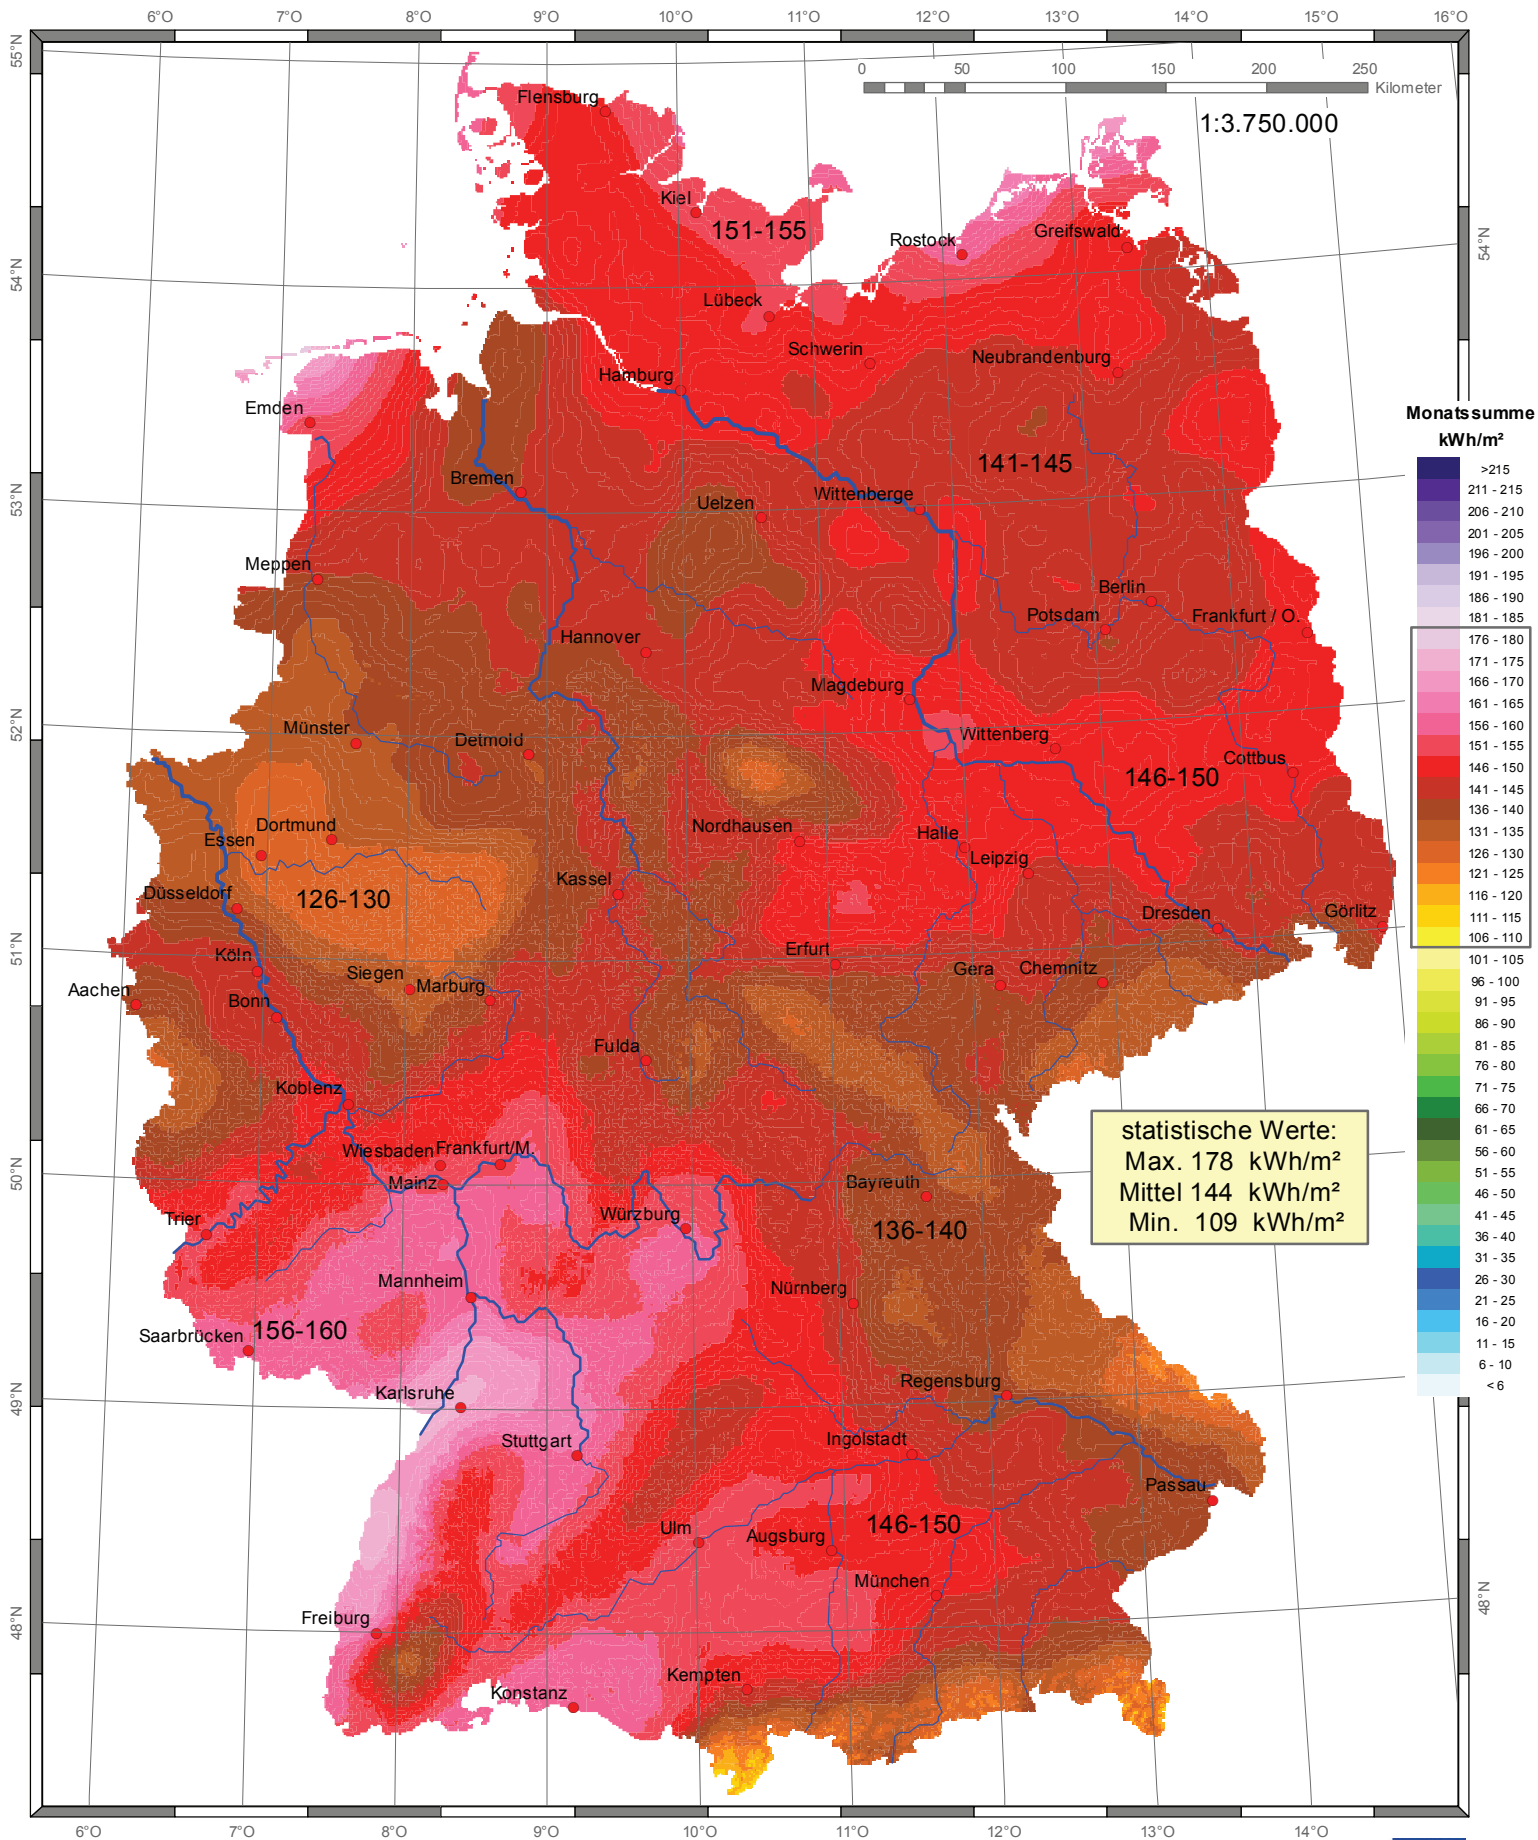 6°O 7°O 8°O 9°O 10°O 11°O 12°O 13°O 14°O 15°O 16°O
55°N
0 50 100 150 200 250
Kilometer
1:3.750.000
Flensburg
Kiel
151-155
Rostock
Greifswald
54°N
54°N
Lübeck
Schwerin
Neubrandenburg
Hamburg
Emden
141-145
Bremen
Uelzen
Wittenberge
53°N
Meppen
Berlin
Potsdam
Frankfurt / O.
Hannover
Magdeburg
52°N
Münster
Detmold
Wittenberg
Cottbus
146-150
Dortmund
Essen
Nordhausen
Halle
Leipzig
Kassel
Düsseldorf
126-130
Dresden
Görlitz
51°N
Köln
Erfurt
Siegen
Marburg
Gera
Chemnitz
Aachen
Bonn
Fulda
Koblenz
Wiesbaden
Frankfurt/M.
50°N
Mainz
Bayreuth
Trier
Würzburg
136-140
Mannheim
Nürnberg
Saarbrücken
156-160
49°N
Karlsruhe
Regensburg
Stuttgart
Ingolstadt
Passau
Ulm
Augsburg
146-150
München
48°N
48°N
Freiburg
Kempten
Konstanz
6°O 7°O 8°O 9°O 10°O 11°O 12°O 13°O 14°O
Monatssumme
kWh/m²
>215
211 - 215
206 - 210
201 - 205
196 - 200
191 - 195
186 - 190
181 - 185
176 - 180
171 - 175
166 - 170
161 - 165
156 - 160
151 - 155
146 - 150
141 - 145
136 - 140
131 - 135
126 - 130
121 - 125
116 - 120
111 - 115
106 - 110
101 - 105
96 - 100
91 - 95
86 - 90
81 - 85
76 - 80
71 - 75
66 - 70
61 - 65
56 - 60
51 - 55
46 - 50
41 - 45
36 - 40
31 - 35
26 - 30
21 - 25
16 - 20
11 - 15
6 - 10
< 6
statistische Werte:
Max. 178 kWh/m²
Mittel 144 kWh/m²
Min. 109 kWh/m²